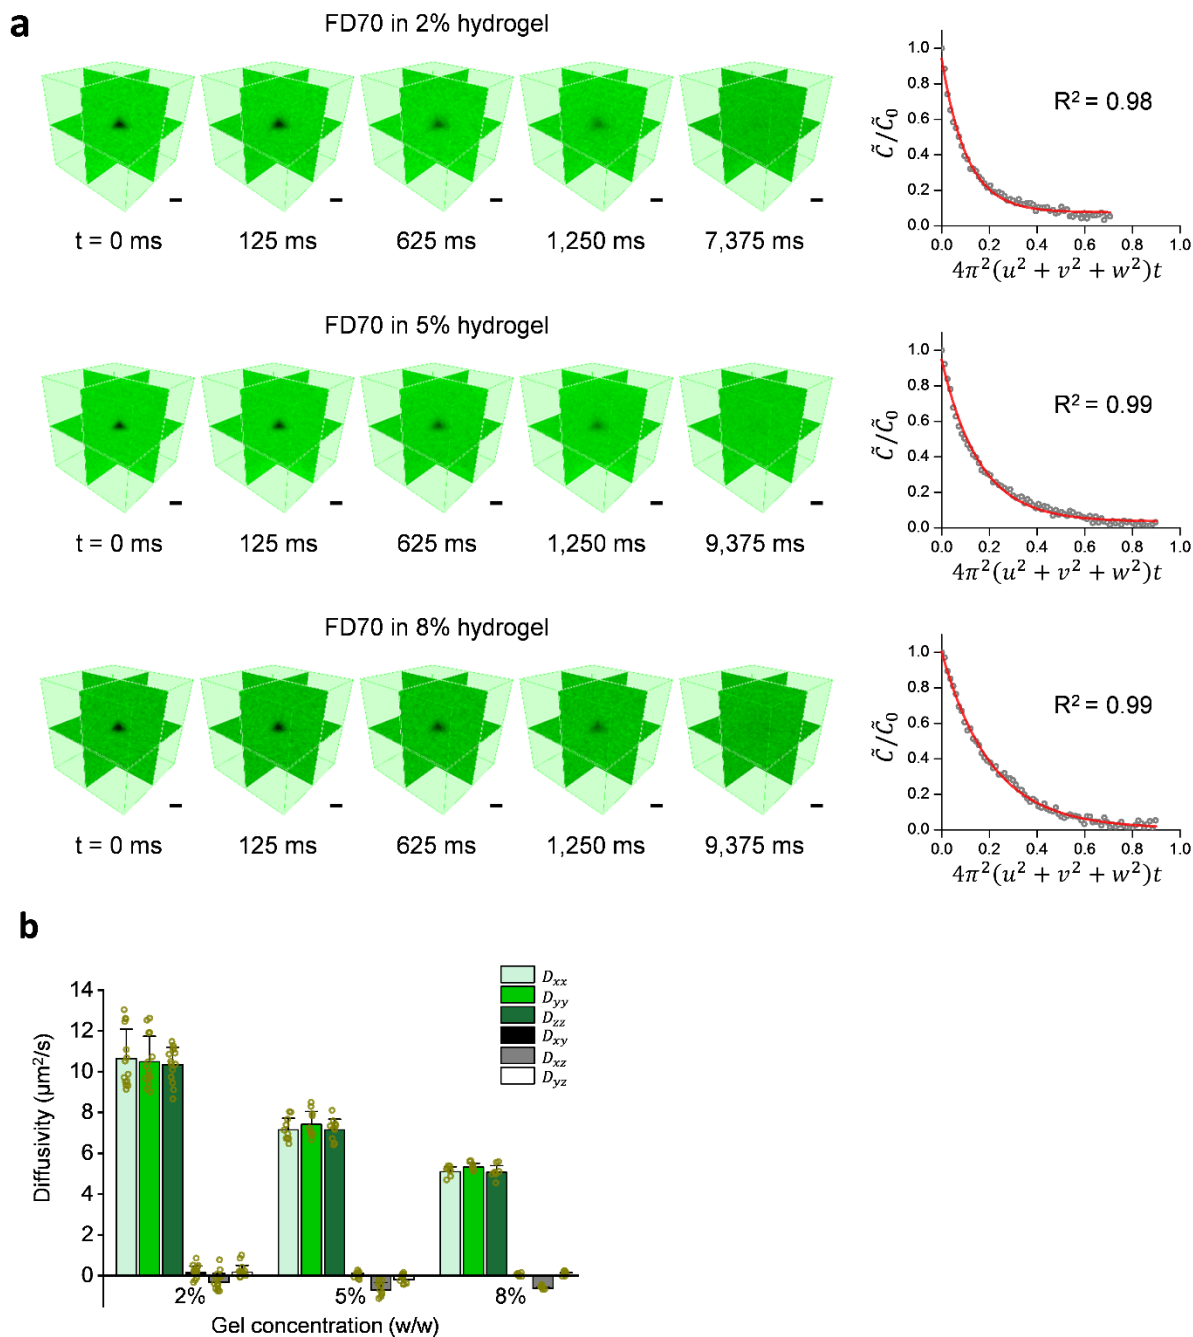 a
FD70 in 2% hydrogel
t = 0 ms 125 ms 625 ms 1,250 ms 7,375 ms
1.0
0.8
0.6
0.4
0.2
0.0
C̃/C̃₀
R² = 0.98
0.0 0.2 0.4 0.6 0.8 1.0
4π²(u² + v² + w²)t
FD70 in 5% hydrogel
t = 0 ms 125 ms 625 ms 1,250 ms 9,375 ms
1.0
0.8
0.6
0.4
0.2
0.0
C̃/C̃₀
R² = 0.99
0.0 0.2 0.4 0.6 0.8 1.0
4π²(u² + v² + w²)t
FD70 in 8% hydrogel
t = 0 ms 125 ms 625 ms 1,250 ms 9,375 ms
1.0
0.8
0.6
0.4
0.2
0.0
C̃/C̃₀
R² = 0.99
0.0 0.2 0.4 0.6 0.8 1.0
4π²(u² + v² + w²)t
b
Dxx
Dyy
Dzz
Dxy
Dxz
Dyz
14
12
10
8
6
4
2
0
Diffusivity (μm²/s)
2% 5% 8%
Gel concentration (w/w)